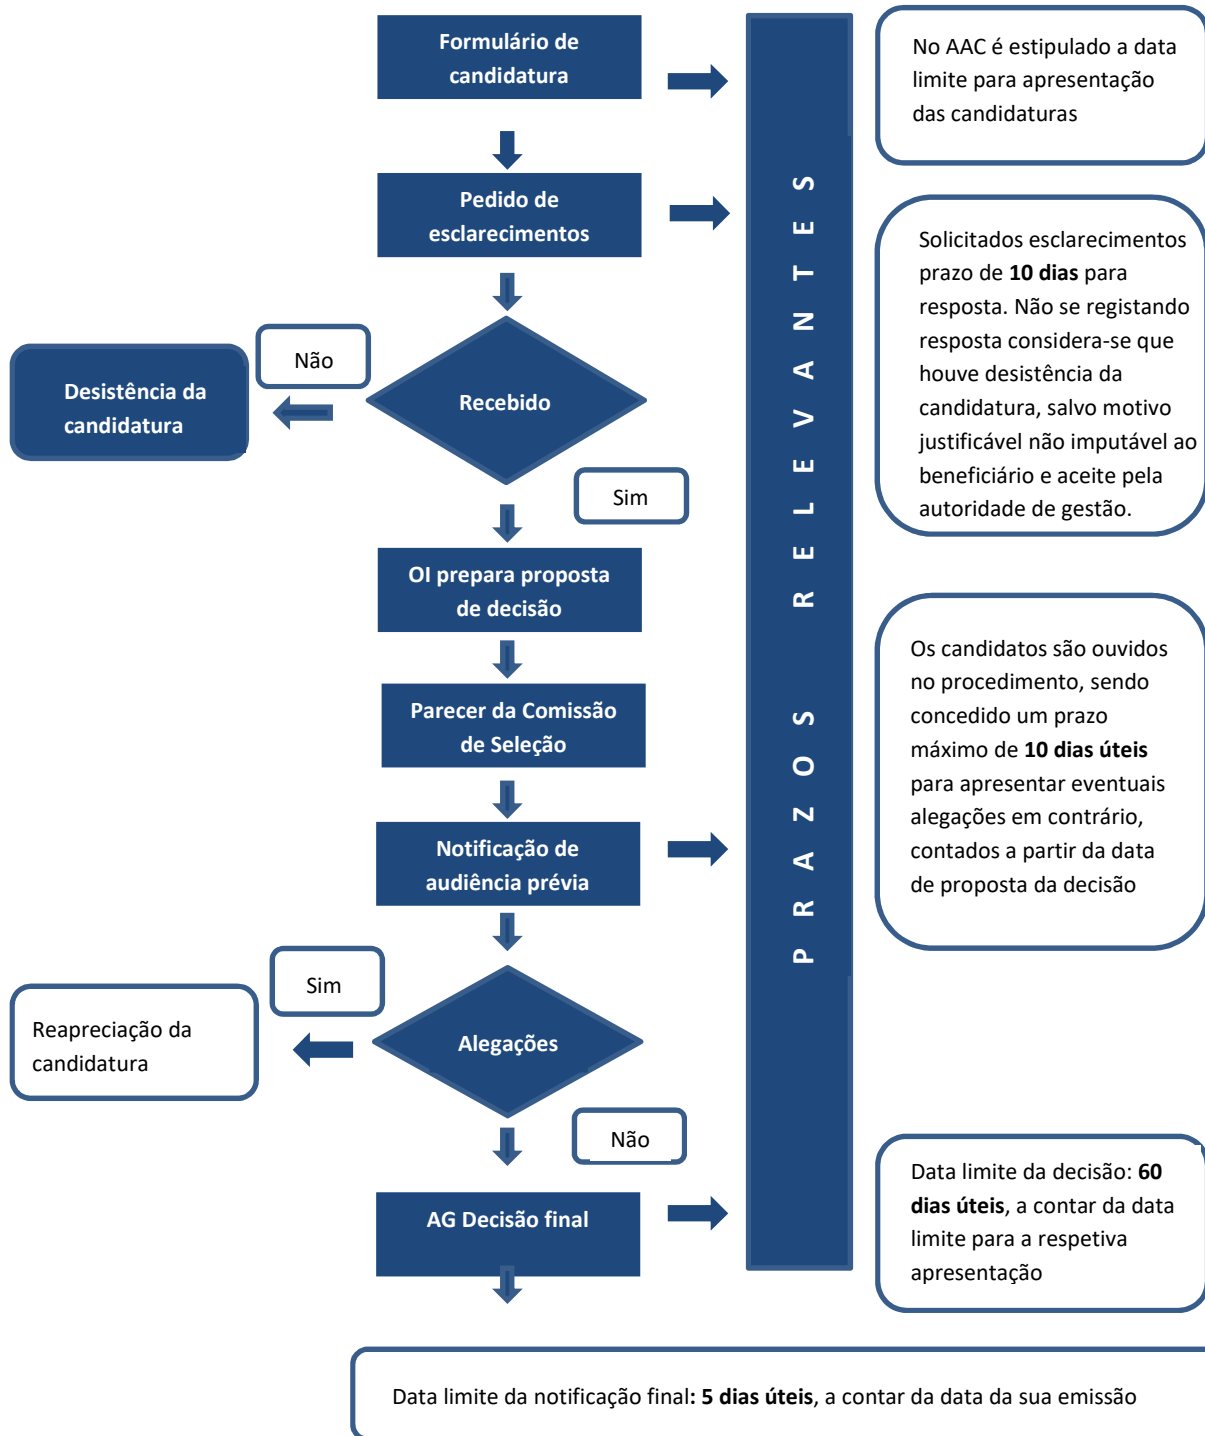 Formulário de
candidatura
No AAC é estipulado a data
limite para apresentação
das candidaturas
Pedido de
esclarecimentos
Solicitados esclarecimentos
prazo de 10 dias para
resposta. Não se registando
resposta considera-se que
houve desistência da
candidatura, salvo motivo
justificável não imputável ao
beneficiário e aceite pela
autoridade de gestão.
Não
Desistência da
candidatura
Recebido
Sim
PRAZOS RELEVANTES
OI prepara proposta
de decisão
Parecer da Comissão
de Seleção
Os candidatos são ouvidos
no procedimento, sendo
concedido um prazo
máximo de 10 dias úteis
para apresentar eventuais
alegações em contrário,
contados a partir da data
de proposta da decisão
Notificação de
audiência prévia
Sim
Reapreciação da
candidatura
Alegações
Não
AG Decisão final
Data limite da decisão: 60
dias úteis, a contar da data
limite para a respetiva
apresentação
Data limite da notificação final: 5 dias úteis, a contar da data da sua emissão